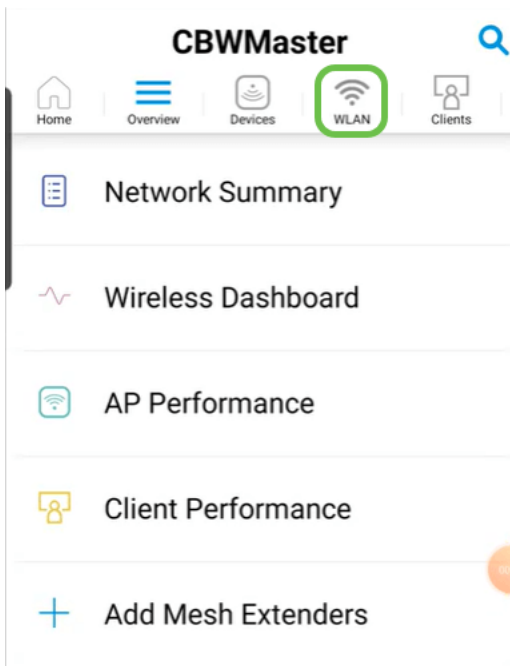 CBWMaster
Home Overview Devices WLAN Clients
Network Summary
Wireless Dashboard
AP Performance
Client Performance
Add Mesh Extenders